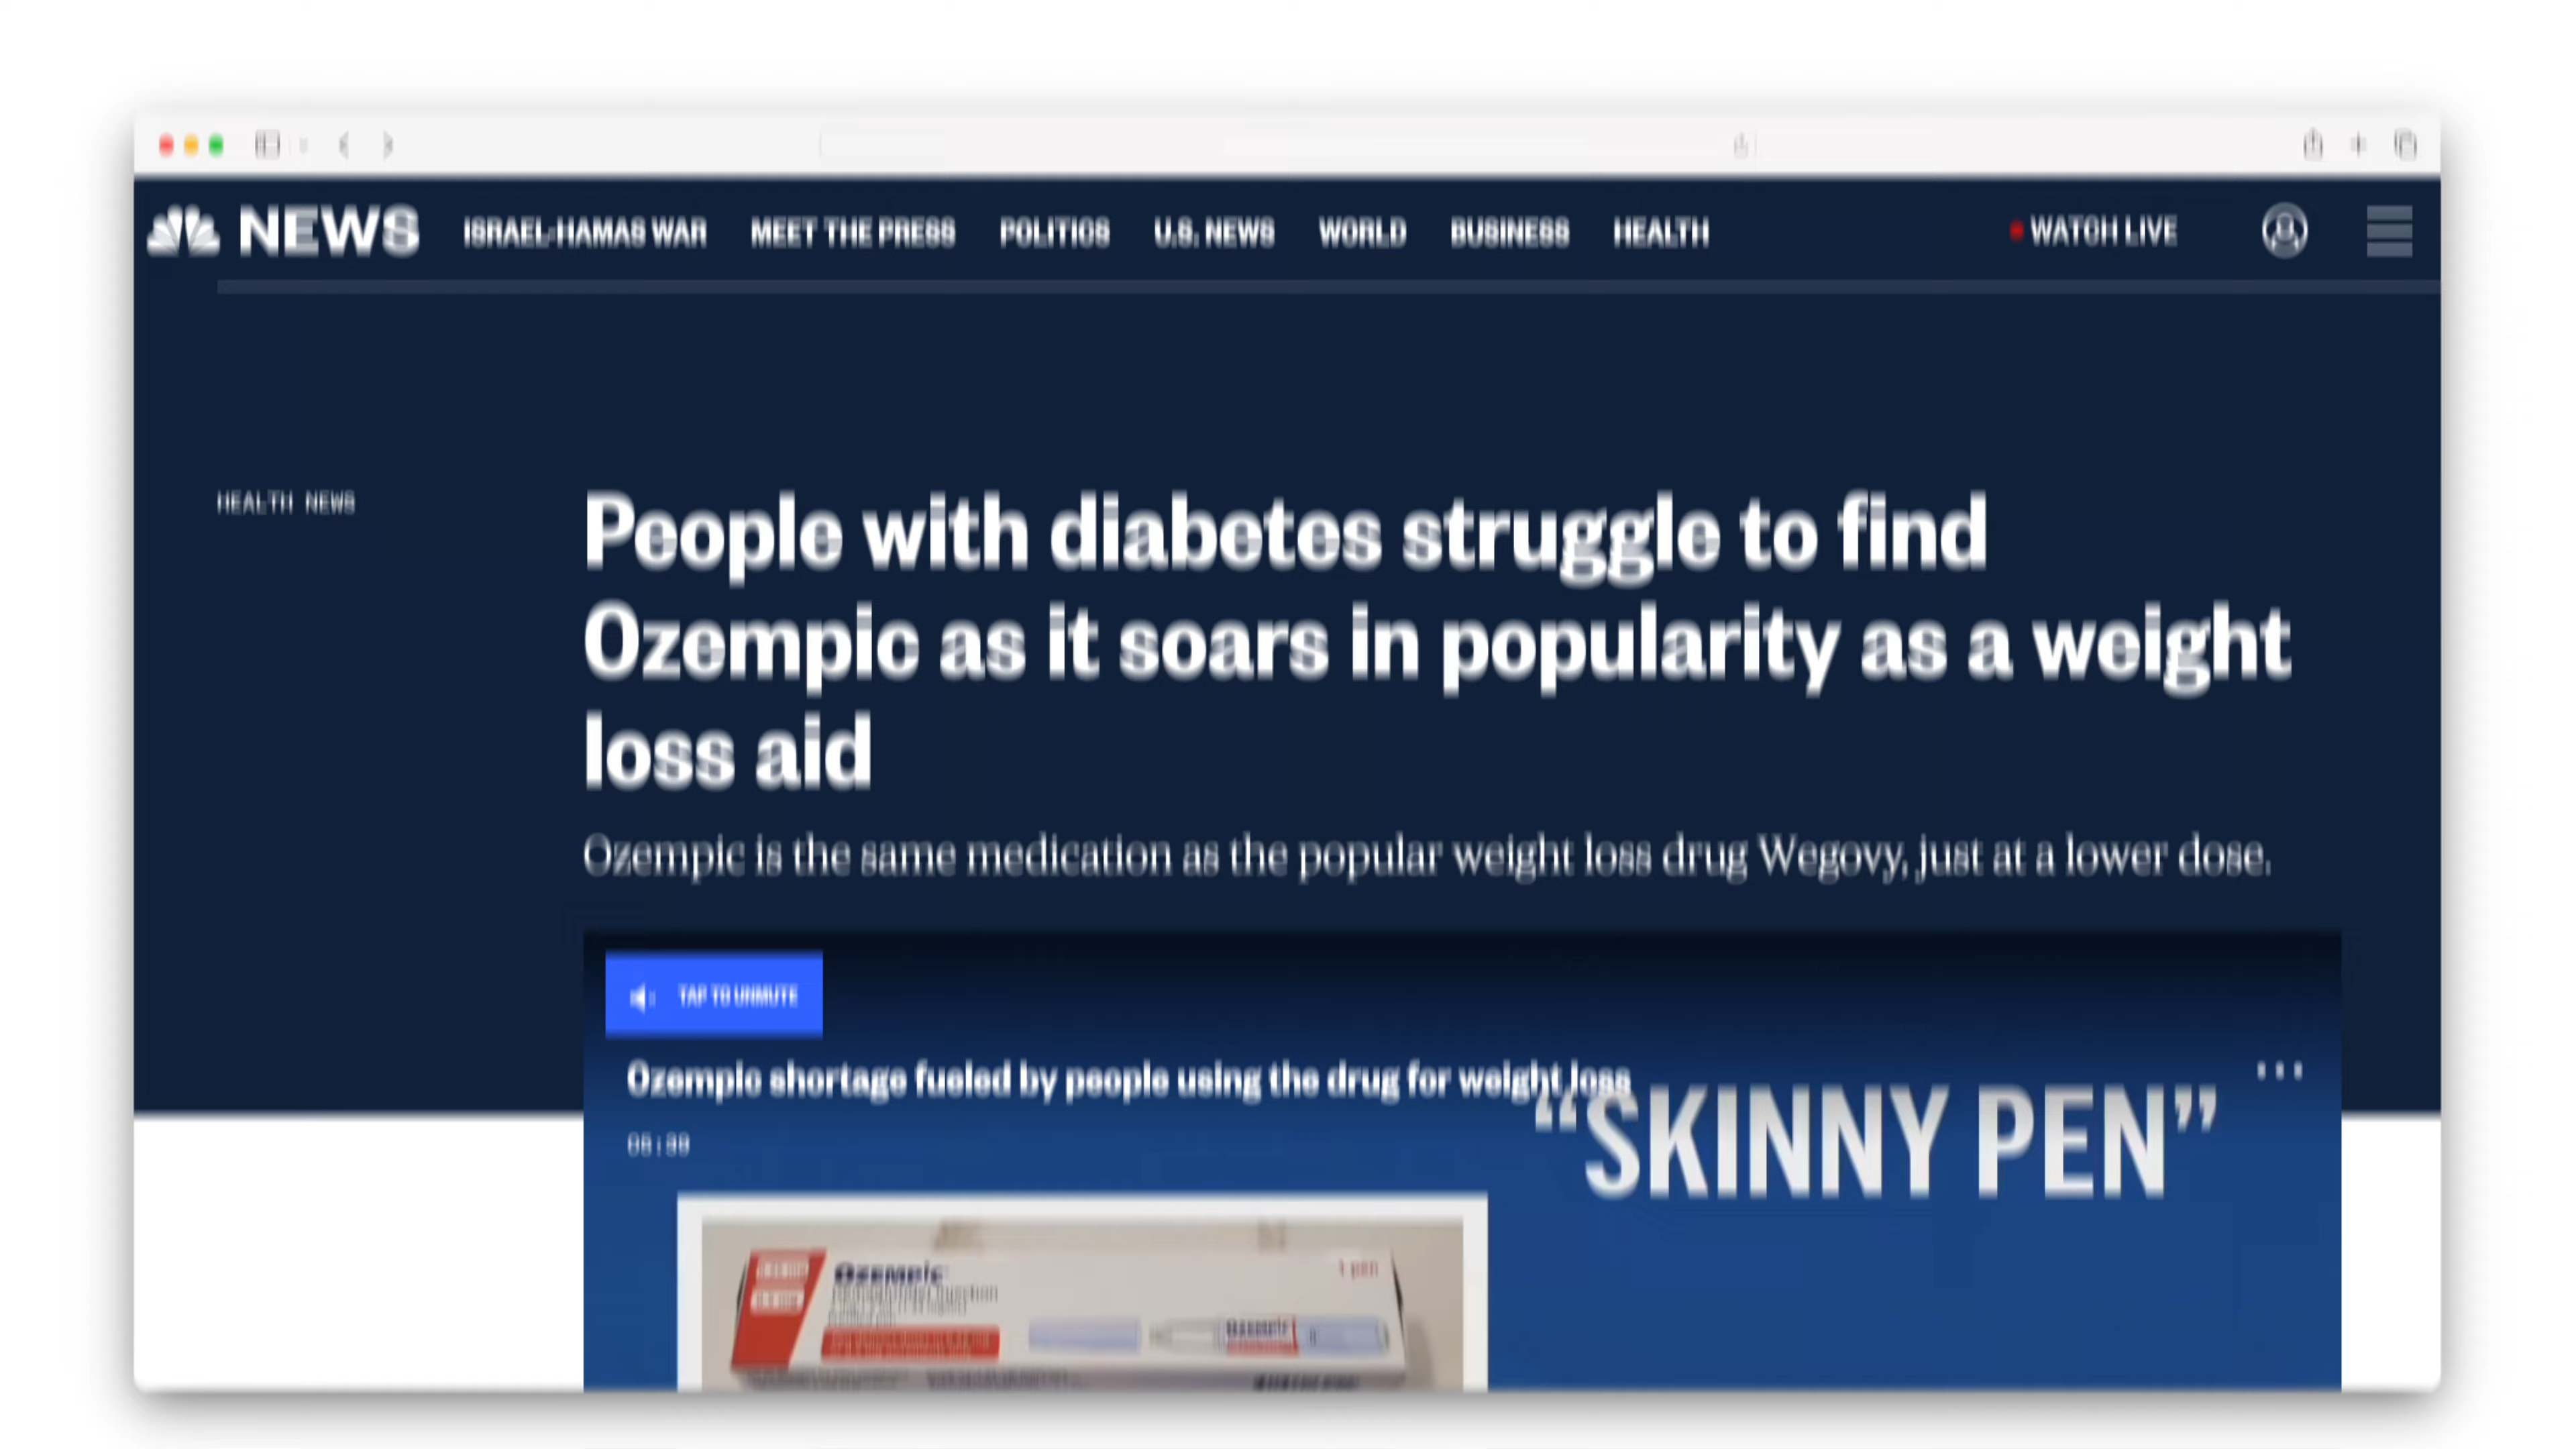 NEWS ISRAEL-HAMAS WAR MEET THE PRESS POLITICS U.S. NEWS WORLD BUSINESS HEALTH WATCH LIVE
HEALTH NEWS
People with diabetes struggle to find
Ozempic as it soars in popularity as a weight
loss aid
Ozempic is the same medication as the popular weight loss drug Wegovy, just at a lower dose.
TAP TO UNMUTE
Ozempic shortage fueled by people using the drug for weight loss
“SKINNY PEN”
OZEMPIC
1 pen
OZEMPIC